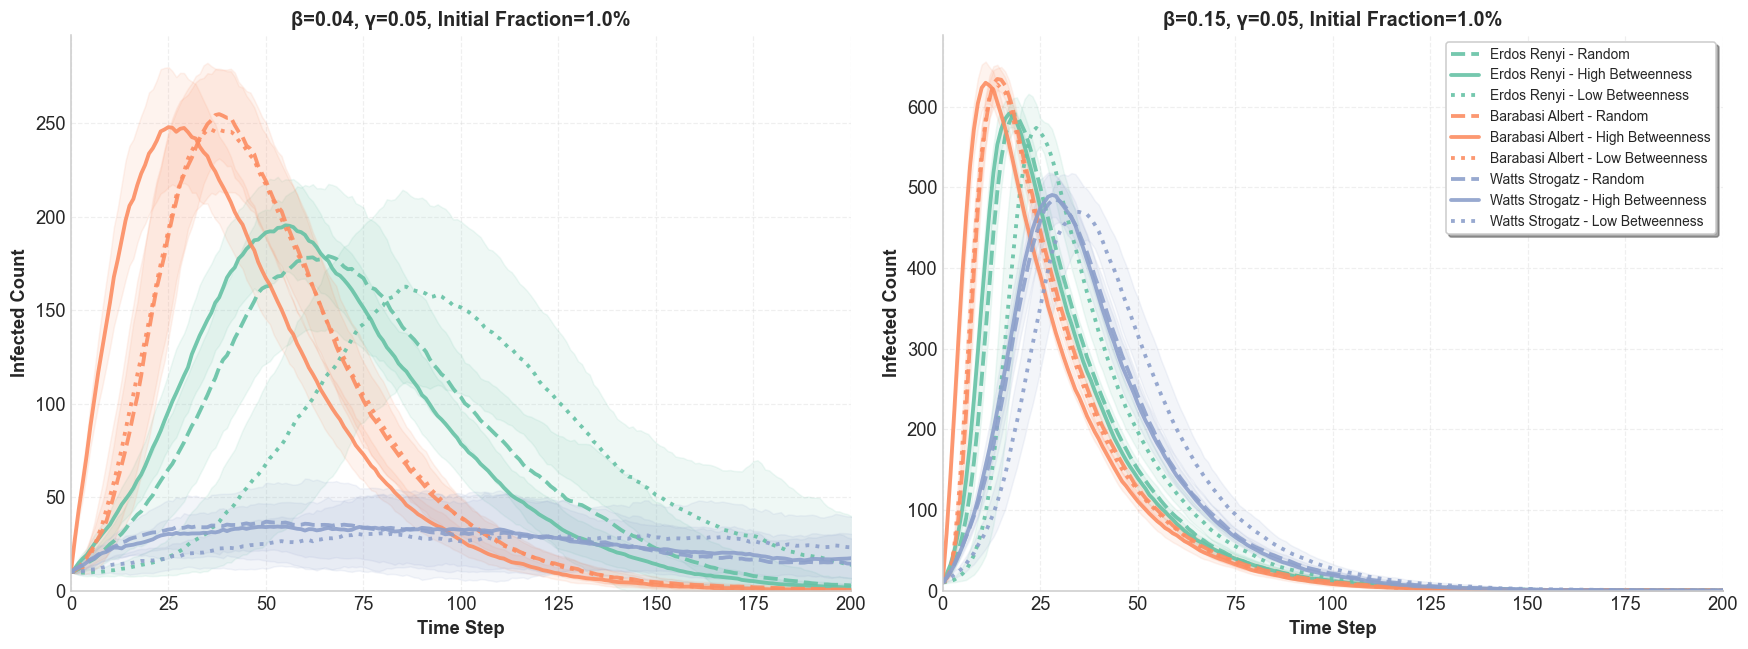 β=0.04, γ=0.05, Initial Fraction=1.0%
Infected Count
250
200
150
100
50
0
0 25 50 75 100 125 150 175 200
Time Step
β=0.15, γ=0.05, Initial Fraction=1.0%
Infected Count
600
500
400
300
200
100
0
0 25 50 75 100 125 150 175 200
Time Step
Erdos Renyi - Random
Erdos Renyi - High Betweenness
Erdos Renyi - Low Betweenness
Barabasi Albert - Random
Barabasi Albert - High Betweenness
Barabasi Albert - Low Betweenness
Watts Strogatz - Random
Watts Strogatz - High Betweenness
Watts Strogatz - Low Betweenness